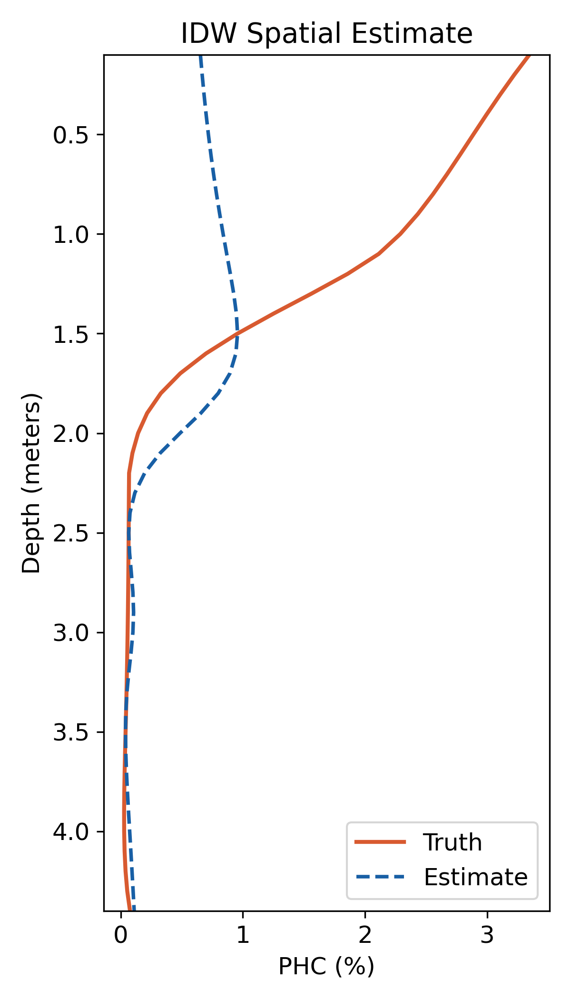 IDW Spatial Estimate
0.5
1.0
1.5
2.0
2.5
3.0
3.5
4.0
Depth (meters)
Truth
Estimate
0 1 2 3
PHC (%)